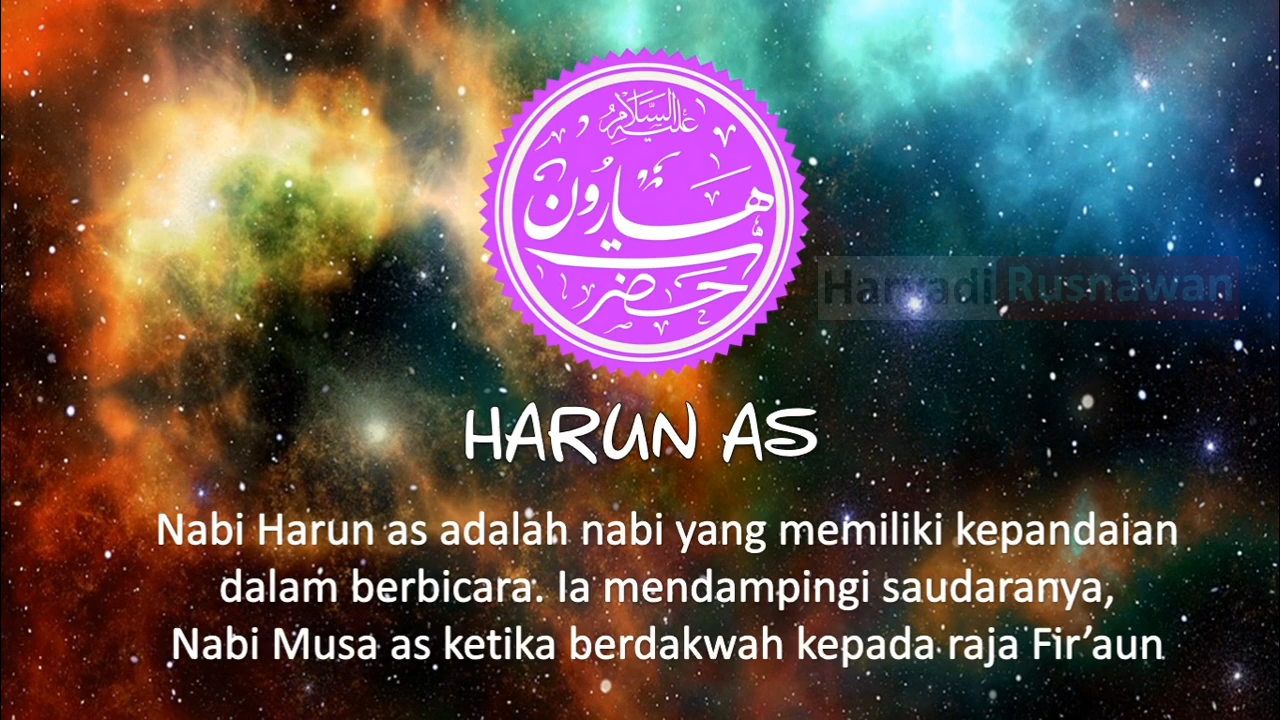 عليه السلام
هارون
حضرت
Haryadi Rusnawan
HARUN AS
Nabi Harun as adalah nabi yang memiliki kepandaian
dalam berbicara. Ia mendampingi saudaranya,
Nabi Musa as ketika berdakwah kepada raja Fir’aun